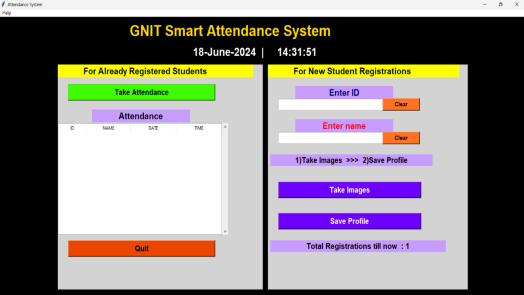 Attendance System
Help
GNIT Smart Attendance System
18-June-2024 | 14:31:51
For Already Registered Students
Take Attendance
Attendance
ID NAME DATE TIME
Quit
For New Student Registrations
Enter ID
Clear
Enter name
Clear
1)Take Images >>> 2)Save Profile
Take Images
Save Profile
Total Registrations till now : 1